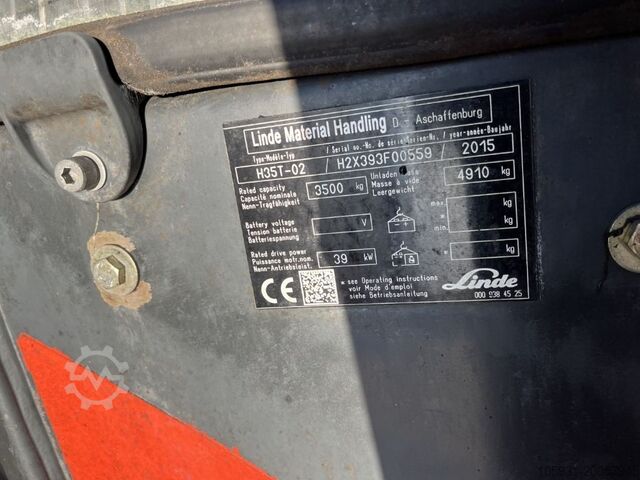 Linde Material Handling D - Aschaffenburg
Type-Modèle-Typ / Serial no.-No. de série-Serien-No. / year-année-Baujahr
H35T-02 / H2X393F00559 / 2015
Rated capacity
Capacité nominale
Nenn-Tragfähigkeit
3500 kg
Unladen
Masse à vide
Leergewicht
4910 kg
Battery voltage
Tension batterie
Batteriespannung
V
max. kg
* *
min. kg
Rated drive power
Puissance motr.nom.
Nenn-Antriebsleist.
39 kW
* kg
CE
* see Operating instructions
voir Mode d'emploi
siehe Betriebsanleitung
Linde
000 938 45 25